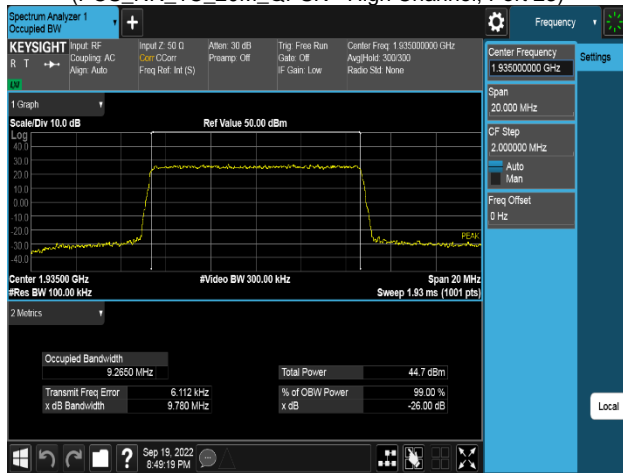 Spectrum Analyzer 1
Occupied BW
+
Frequency
KEYSIGHT
R T
Input: RF
Coupling: AC
Align: Auto
Input Z: 50 Ω
Corr CCorr
Freq Ref: Int (S)
Atten: 30 dB
Preamp: Off
Trig: Free Run
Gate: Off
IF Gain: Low
Center Freq: 1.935000000 GHz
Avg|Hold: 300/300
Radio Std: None
Center Frequency
1.935000000 GHz
Settings
Span
20.000 MHz
CF Step
2.000000 MHz
Auto
Man
Freq Offset
0 Hz
1 Graph
Scale/Div 10.0 dB
Ref Value 50.00 dBm
Log
40.0
30.0
20.0
10.0
0.00
-10.0
-20.0
-30.0
-40.0
PEAK
Center 1.93500 GHz
#Video BW 300.00 kHz
Span 20 MHz
#Res BW 100.00 kHz
Sweep 1.93 ms (1001 pts)
2 Metrics
Occupied Bandwidth
9.2650 MHz
Total Power 44.7 dBm
Transmit Freq Error 6.112 kHz
% of OBW Power 99.00 %
x dB Bandwidth 9.780 MHz
x dB -26.00 dB
Local
?
Sep 19, 2022
8:49:19 PM